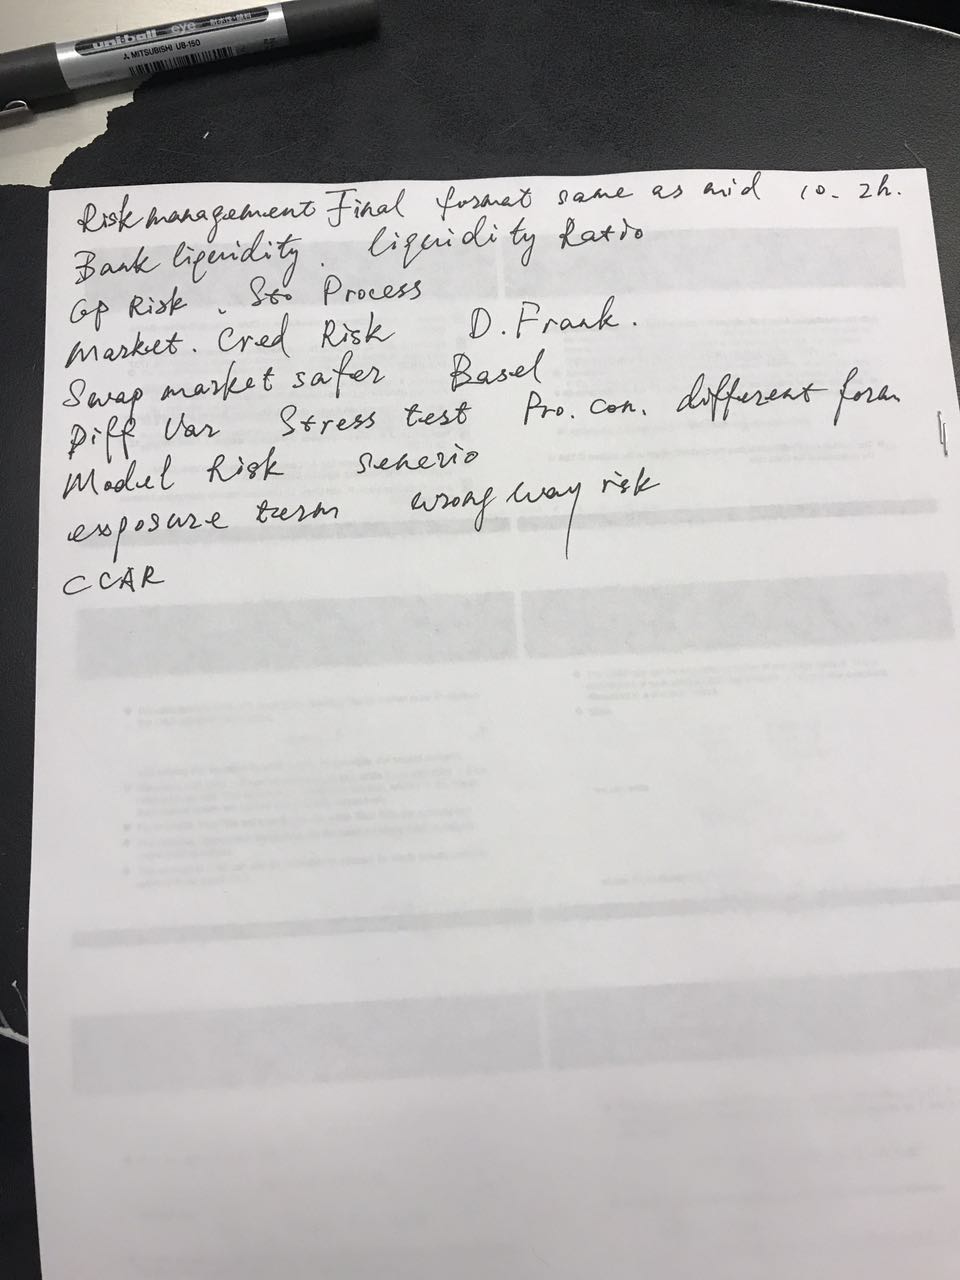 uniball eye
MITSUBISHI UB-150
Risk management Final format same as mid 10. 2h.
Bank liquidity. liquidity Ratio
Op Risk. Sto Process
Market. Cred Risk D. Frank.
Swap market safer Basel
Diff Var Stress test Pro. con. different form
Model Risk Senerio
exposure term wrong way risk
CCAR